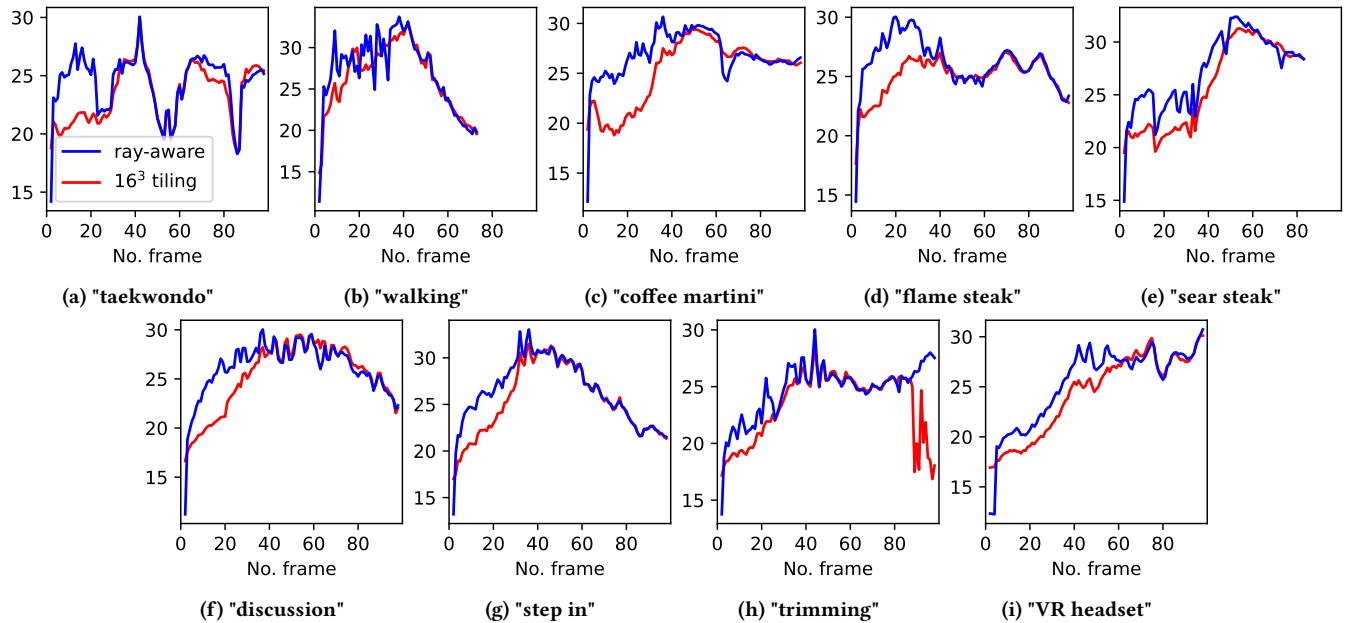 30
25
20
15
ray-aware
16³ tiling
0 20 40 60 80
No. frame
(a) "taekwondo"
30
25
20
15
0 20 40 60 80
No. frame
(b) "walking"
30
25
20
15
0 20 40 60 80
No. frame
(c) "coffee martini"
30
25
20
15
0 20 40 60 80
No. frame
(d) "flame steak"
30
25
20
15
0 20 40 60 80
No. frame
(e) "sear steak"
30
25
20
15
0 20 40 60 80
No. frame
(f) "discussion"
30
25
20
15
0 20 40 60 80
No. frame
(g) "step in"
30
25
20
15
0 20 40 60 80
No. frame
(h) "trimming"
30
25
20
15
0 20 40 60 80
No. frame
(i) "VR headset"